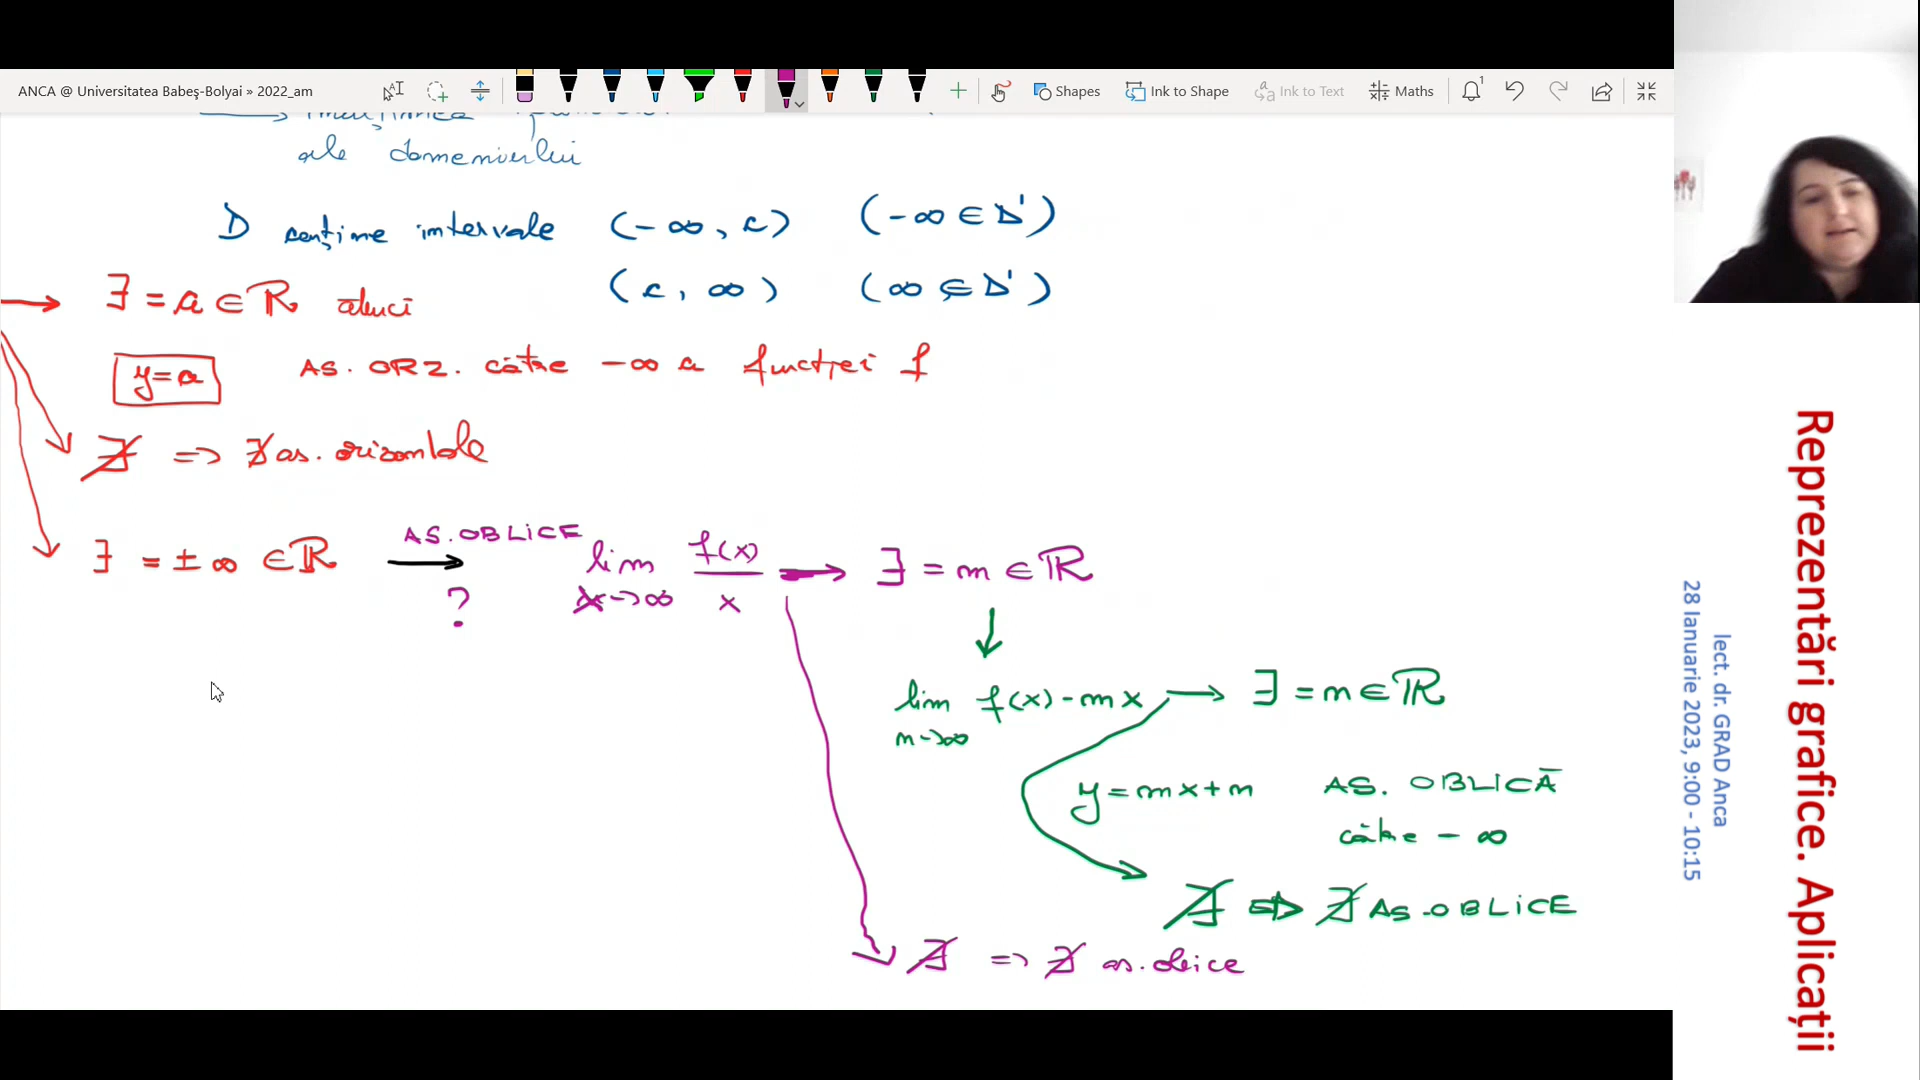 ANCA @ Universitatea Babeș-Bolyai » 2022_am
Shapes
Ink to Shape
Ink to Text
Maths
1
ale domeniului
D conține intervale (-∞, c) (-∞ ∈ D')
(c, ∞) (∞ ∈ D')
∃ = a ∈ ℝ atunci
y=a AS. ORZ. către -∞ a funcției f
∄ => ∄ as. orizontale
∃ = ± ∞ ∈ ℝ AS. OBLICE ? lim x->∞ f(x)/x → ∃ = m ∈ ℝ
lim n->∞ f(x)-mx → ∃ = n ∈ ℝ
y=mx+n AS. OBLICĂ
către - ∞
∄ => ∄ AS. OBLICE
∄ => ∄ as. oblice
Reprezentări grafice. Aplicații
lect. dr. GRAD Anca
28 Ianuarie 2023, 9:00 - 10:15